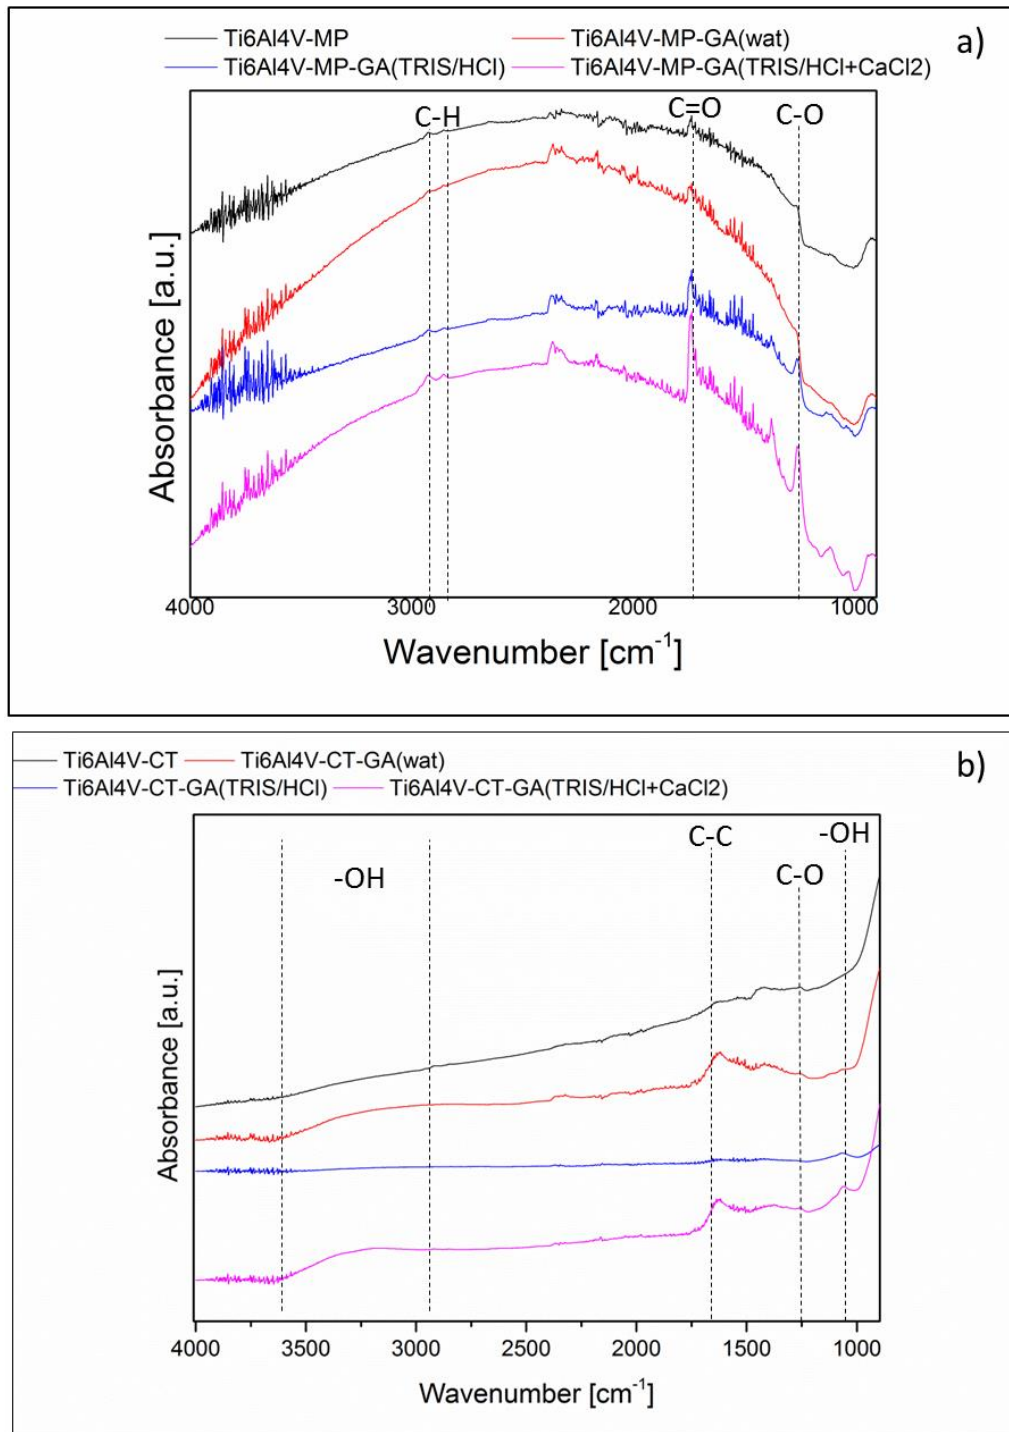 Ti6Al4V-MP Ti6Al4V-MP-GA(wat) a)
Ti6Al4V-MP-GA(TRIS/HCl) Ti6Al4V-MP-GA(TRIS/HCl+CaCl2)
C-H C=O C-O
Absorbance [a.u.]
4000 3000 2000 1000
Wavenumber [cm⁻¹]
Ti6Al4V-CT Ti6Al4V-CT-GA(wat) b)
Ti6Al4V-CT-GA(TRIS/HCl) Ti6Al4V-CT-GA(TRIS/HCl+CaCl2)
C-C -OH
-OH C-O
Absorbance [a.u.]
4000 3500 3000 2500 2000 1500 1000
Wavenumber [cm⁻¹]